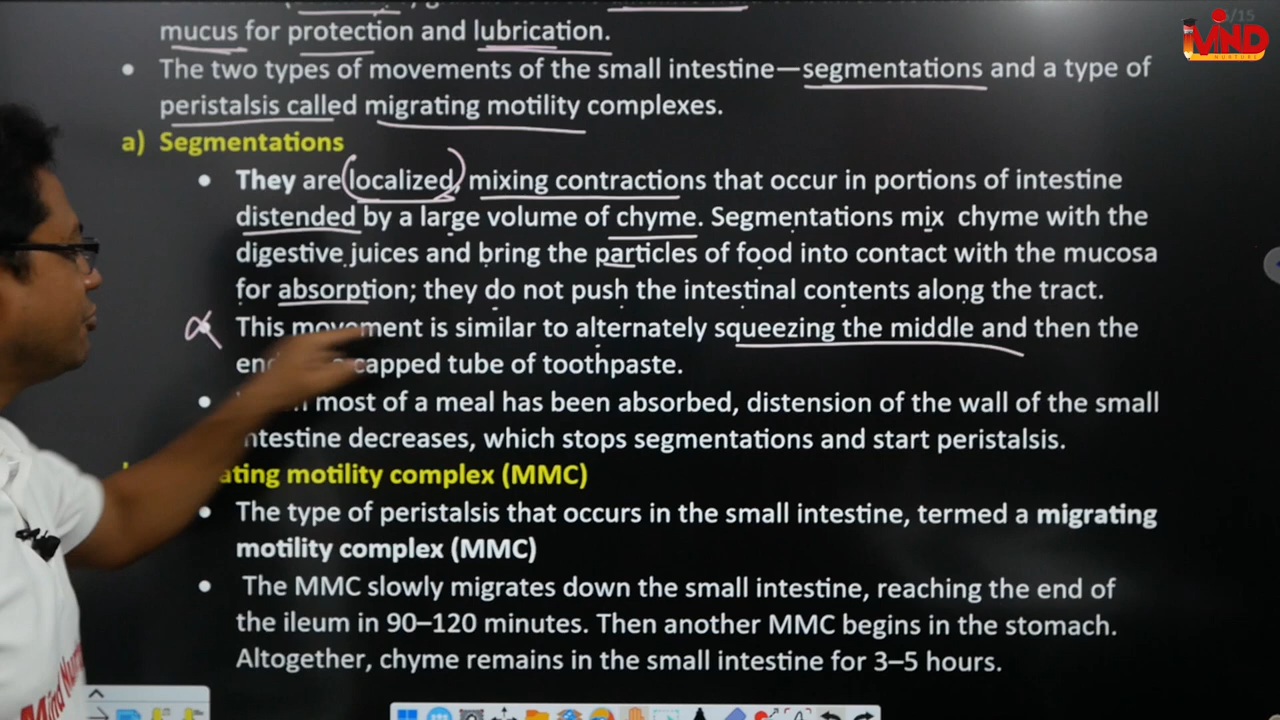 5/15
MIND
NURTURE
mucus for protection and lubrication.
• The two types of movements of the small intestine—segmentations and a type of
peristalsis called migrating motility complexes.
a) Segmentations
• They are (localized, mixing contractions that occur in portions of intestine
distended by a large volume of chyme. Segmentations mix chyme with the
digestive juices and bring the particles of food into contact with the mucosa
for absorption; they do not push the intestinal contents along the tract.
This movement is similar to alternately squeezing the middle and then the
capped tube of toothpaste.
• most of a meal has been absorbed, distension of the wall of the small
ntestine decreases, which stops segmentations and start peristalsis.
ating motility complex (MMC)
• The type of peristalsis that occurs in the small intestine, termed a migrating
motility complex (MMC)
• The MMC slowly migrates down the small intestine, reaching the end of
the ileum in 90–120 minutes. Then another MMC begins in the stomach.
Altogether, chyme remains in the small intestine for 3–5 hours.
Mind Nu